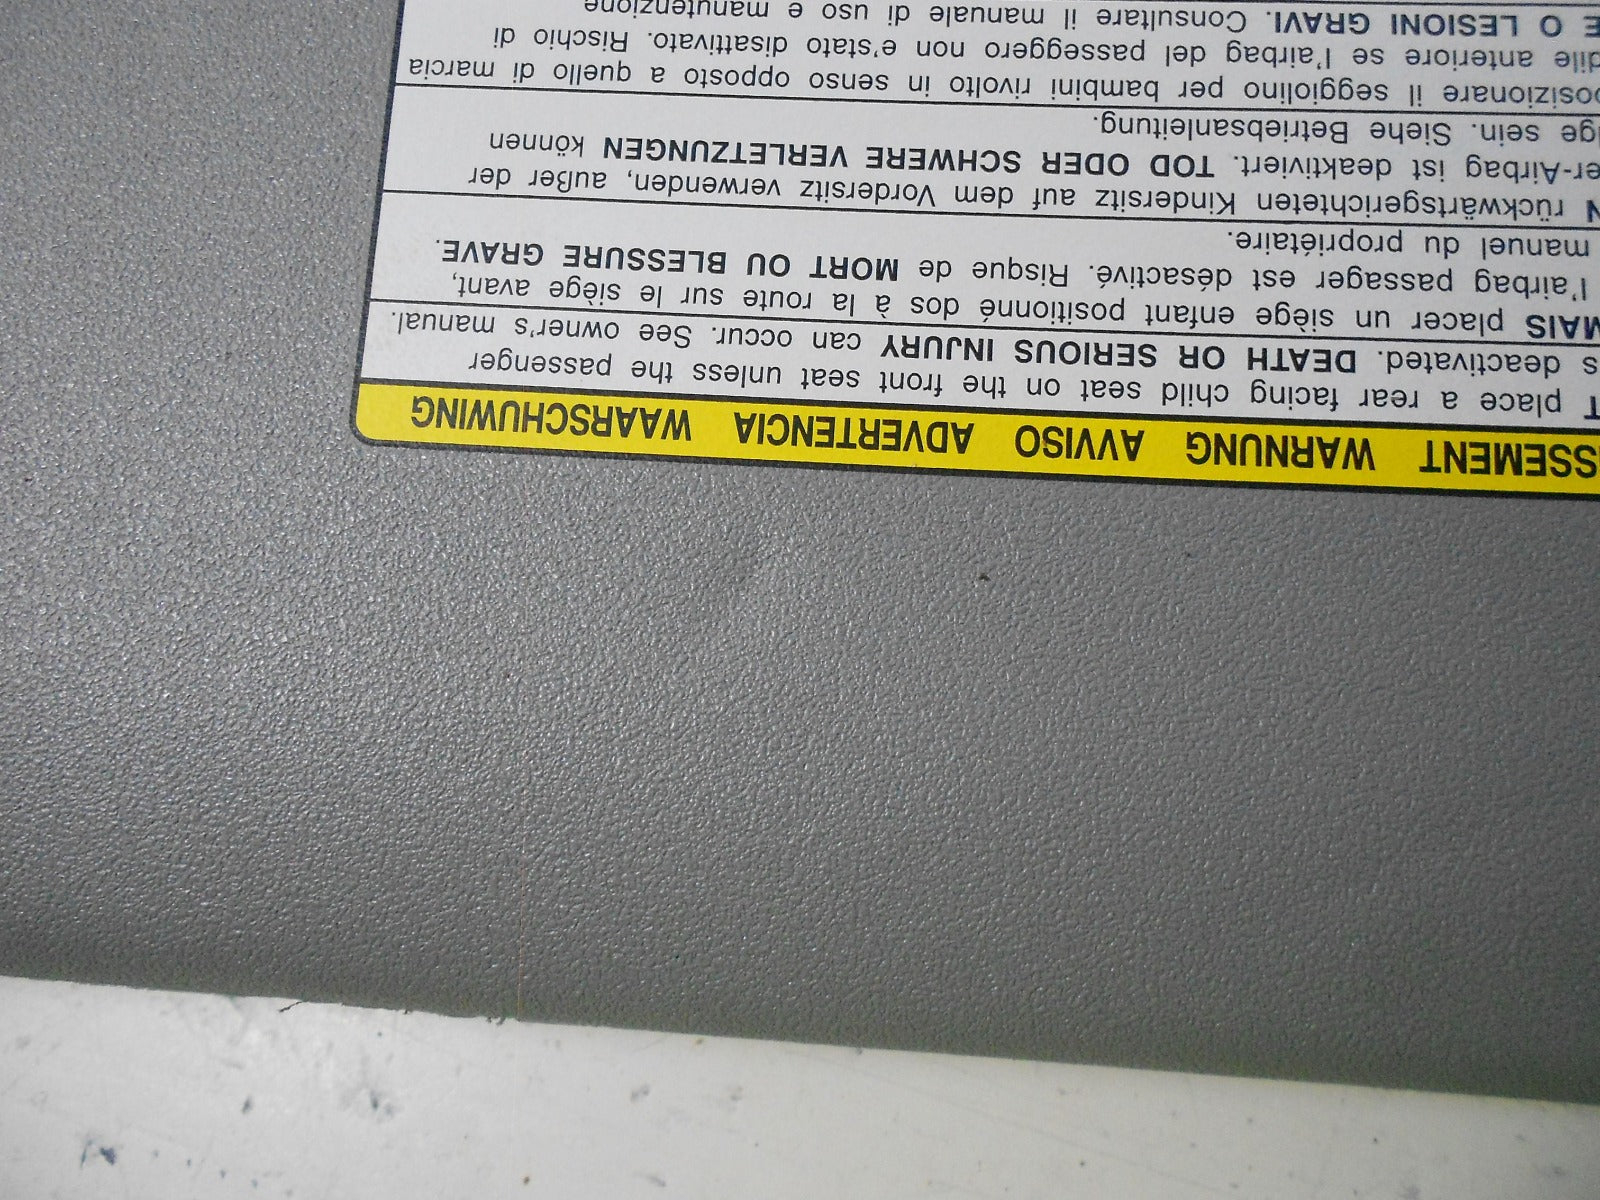 SSEMENT WARNUNG AVVISO ADVERTENCIA WAARSCHUWING
T place a rear facing child seat on the front seat unless the passenger
s deactivated. DEATH OR SERIOUS INJURY can occur. See owner's manual.
MAIS placer un siège enfant positionné dos à la route sur le siège avant,
l'airbag passager est désactivé. Risque de MORT OU BLESSURE GRAVE.
manuel du propriétaire.
N rückwärtsgerichteten Kindersitz auf dem Vordersitz verwenden, außer der
er-Airbag ist deaktiviert. TOD ODER SCHWERE VERLETZUNGEN können
lge sein. Siehe Betriebsanleitung.
posizionare il seggiolino per bambini rivolto in senso opposto a quello di marcia
dile anteriore se l'airbag del passeggero non e'stato disattivato. Rischio di
E O LESIONI GRAVI. Consultare il manuale di uso e manutenzione